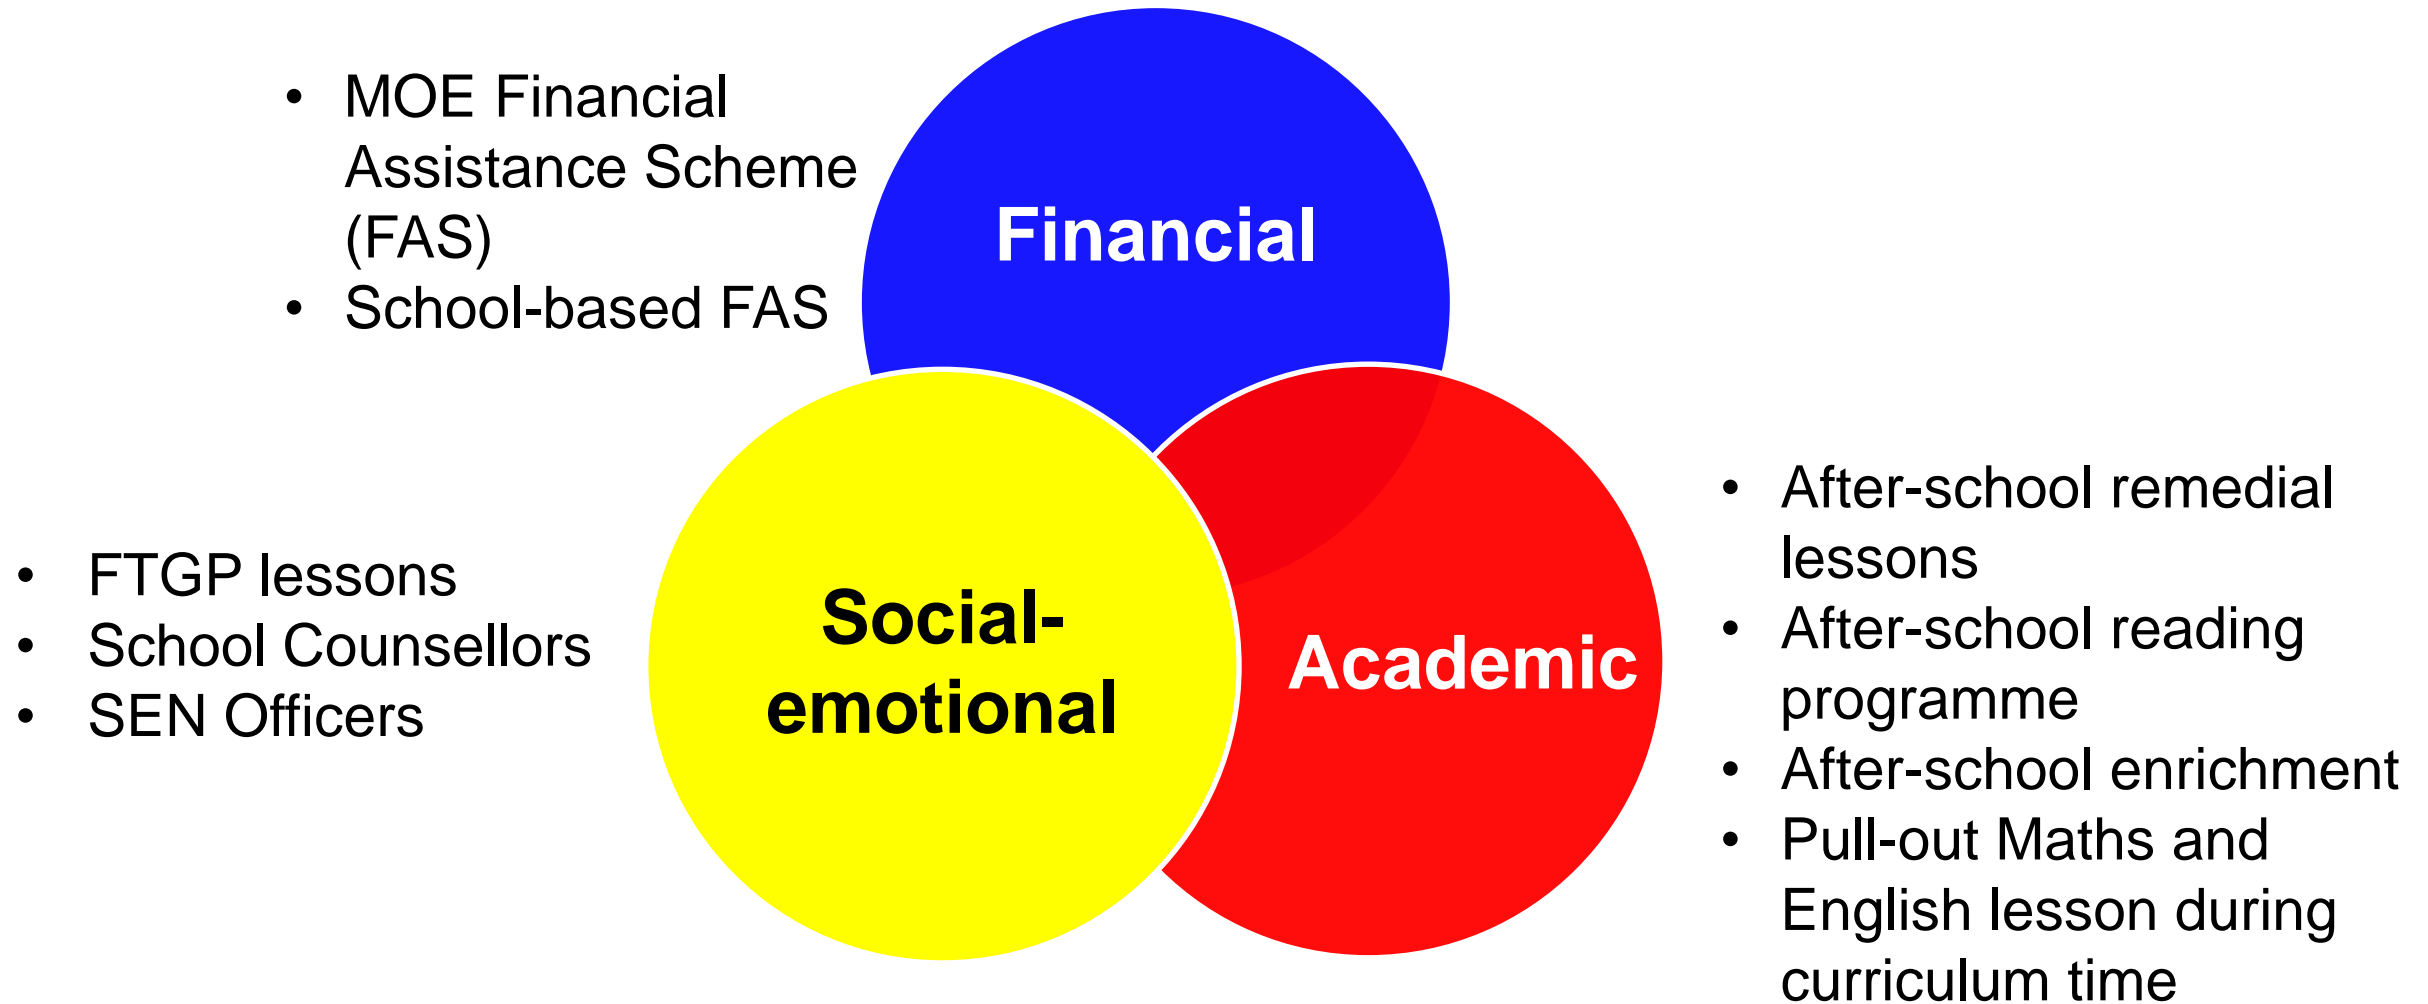 • MOE Financial
Assistance Scheme
(FAS)
• School-based FAS
Financial
• FTGP lessons
• School Counsellors
• SEN Officers
Social-
emotional
Academic
• After-school remedial
lessons
• After-school reading
programme
• After-school enrichment
• Pull-out Maths and
English lesson during
curriculum time